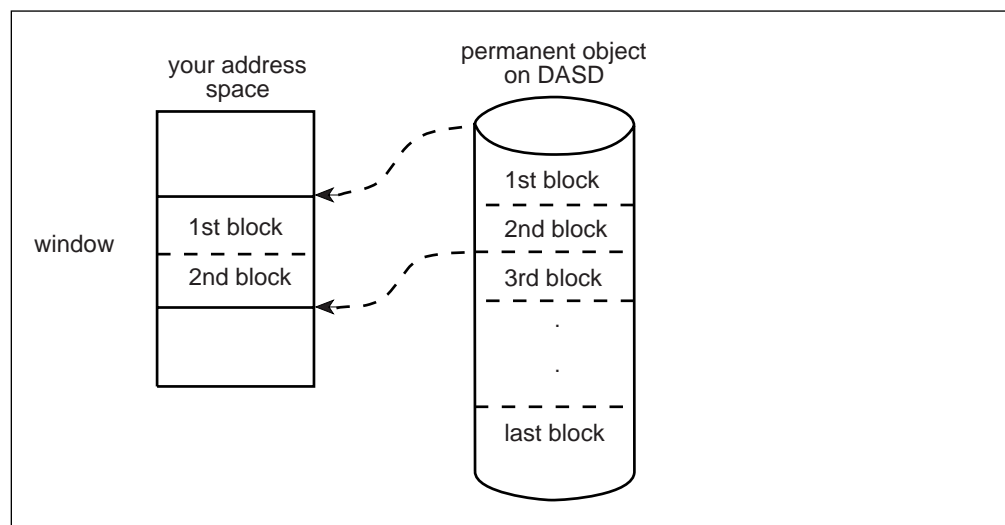 your address
space
permanent object
on DASD
window
1st block
2nd block
1st block
2nd block
3rd block
.
.
last block